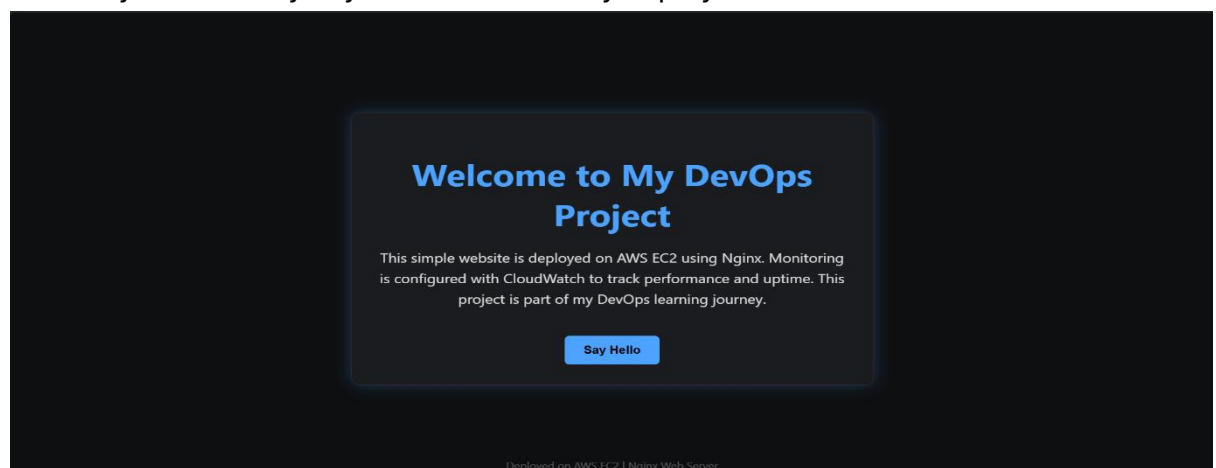 Welcome to My DevOps
Project
This simple website is deployed on AWS EC2 using Nginx. Monitoring
is configured with CloudWatch to track performance and uptime. This
project is part of my DevOps learning journey.
Say Hello
Deployed on AWS EC2 | Nginx Web Server